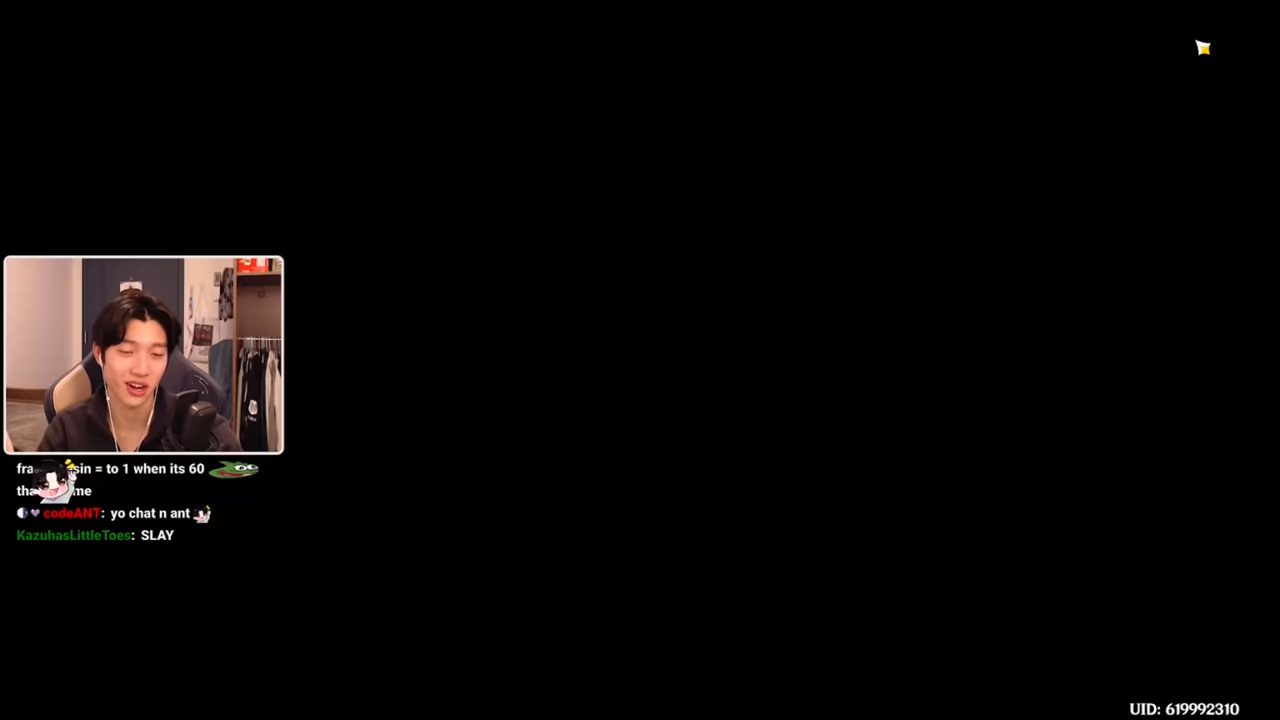 fra sin = to 1 when its 60
tha me
codeANT: yo chat n ant
KazuhasLittleToes: SLAY
UID: 619992310